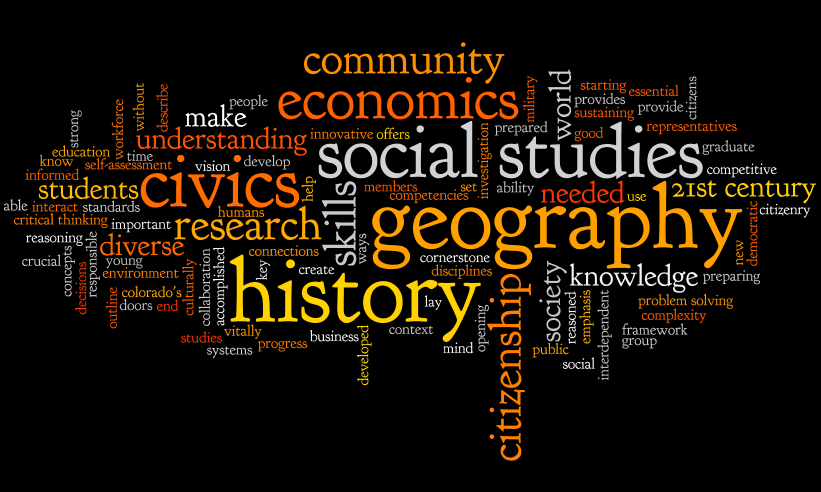 community
economics
military
world
starting
essential
provides
sustaining
provide
citizens
people
make
strong
workforce
without
describe
understanding
innovative
offers
prepared
good
representatives
education
time
know
self-assessment
vision
develop
social studies
investigation
graduate
competitive
informed
students
civics
help
members
competencies
set
ability
needed
use
21st century
able
interact
standards
humans
skills
geography
citizenry
critical thinking
important
research
ways
new
democratic
reasoning
diverse
connections
cornerstone
crucial
concepts
responsible
young
environment
culturally
collaboration
accomplished
key
create
disciplines
knowledge
preparing
decisions
colorado's
history
citizenship
society
reasoned
emphasis
interdependent
problem solving
outline
doors
end
lay
complexity
studies
vitally
context
opening
framework
systems
progress
business
developed
mind
public
group
social